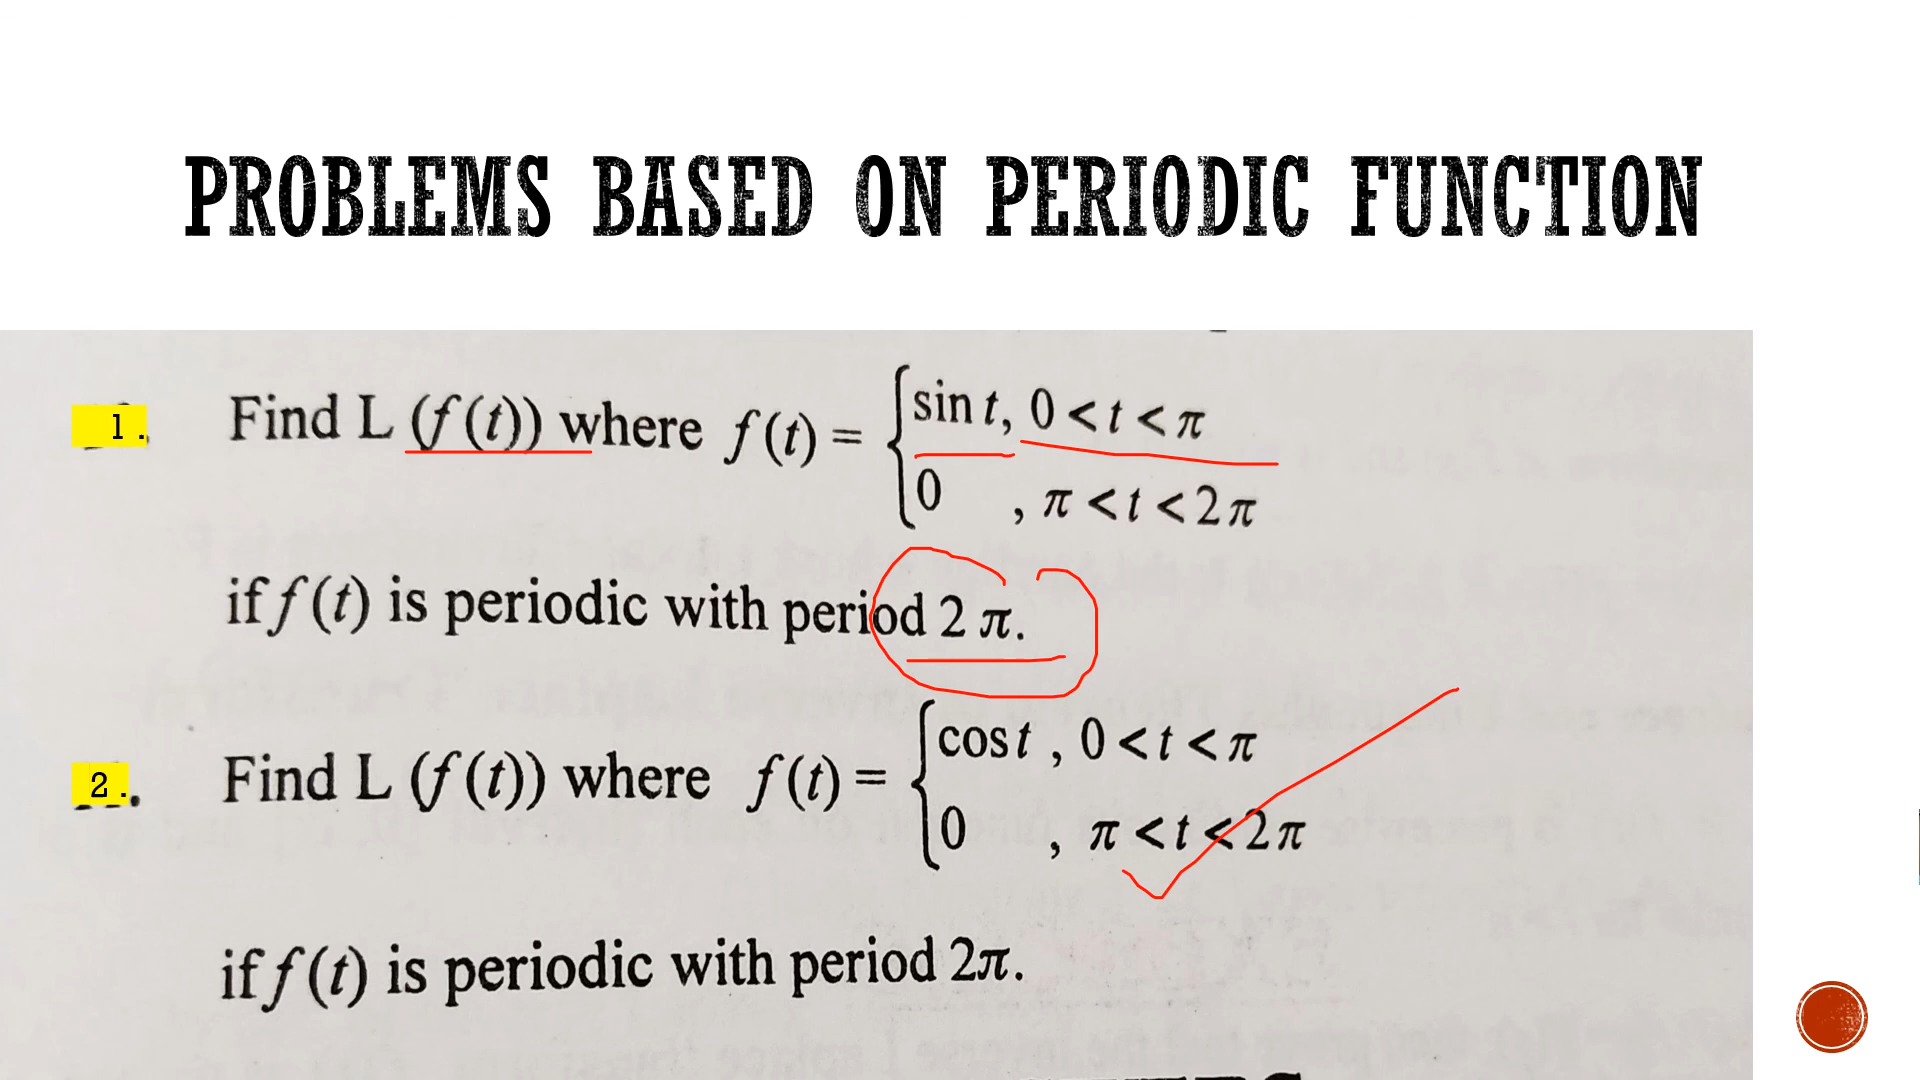 PROBLEMS BASED ON PERIODIC FUNCTION
1. Find L (f(t)) where f(t) = { sin t, 0 < t < π
0 , π < t < 2π
if f(t) is periodic with period 2π.
2. Find L (f(t)) where f(t) = { cos t , 0 < t < π
0 , π < t < 2π
if f(t) is periodic with period 2π.